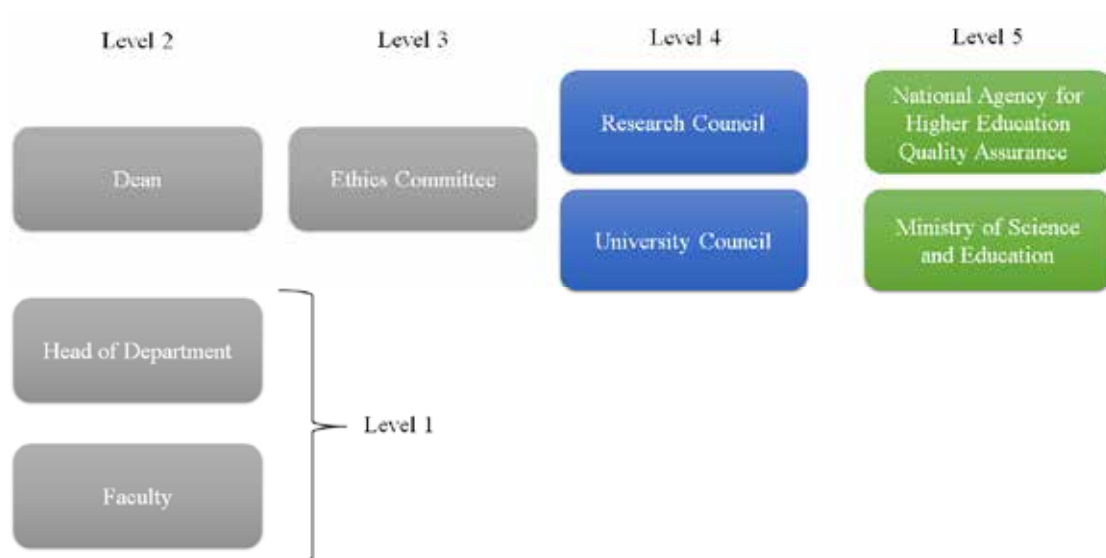 Level 2
Level 3
Level 4
Level 5
Dean
Ethics Committee
Research Council
University Council
National Agency for
Higher Education
Quality Assurance
Ministry of Science
and Education
Head of Department
Level 1
Faculty